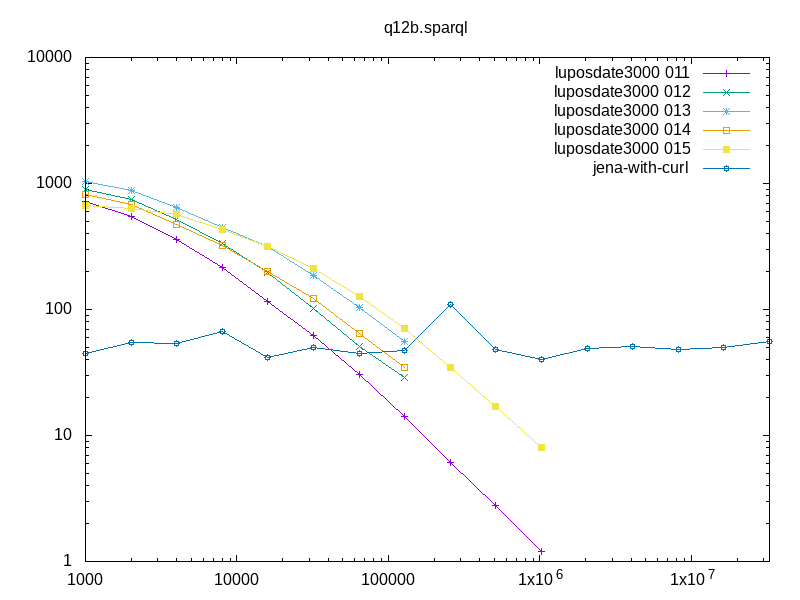 q12b.sparql
10000
1000
100
10
1
luposdate3000 011
luposdate3000 012
luposdate3000 013
luposdate3000 014
luposdate3000 015
jena-with-curl
1000 10000 100000 1x10^6 1x10^7